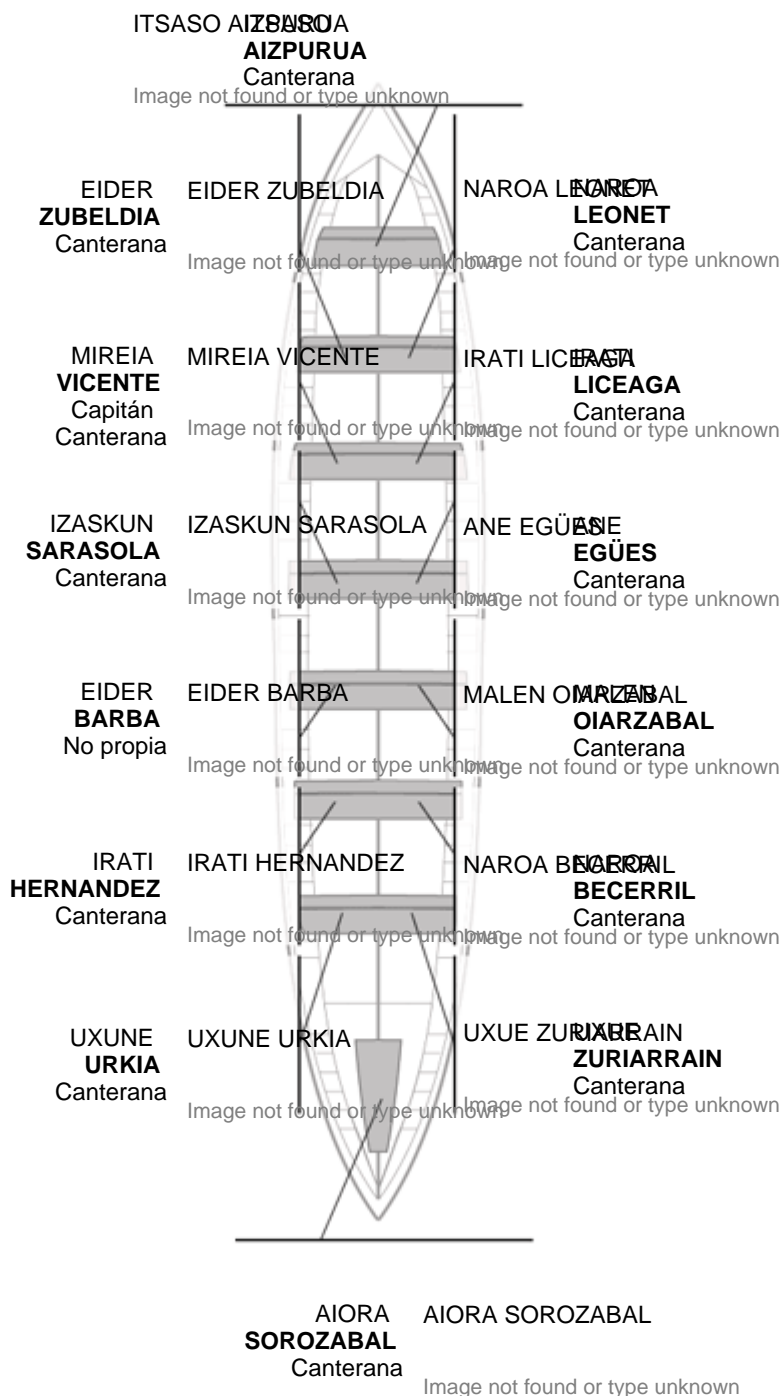 ITSASO AIZPURUA
ITSASO
AIZPURUA
Canterana
Image not found or type unknown
EIDER
ZUBELDIA
Canterana
EIDER ZUBELDIA
Image not found or type unknown
NAROA LEONET
Image not found or type unknown
NAROA
LEONET
Canterana
MIREIA
VICENTE
Capitán
Canterana
MIREIA VICENTE
Image not found or type unknown
IRATI LICEAGA
Image not found or type unknown
IRATI
LICEAGA
Canterana
IZASKUN
SARASOLA
Canterana
IZASKUN SARASOLA
Image not found or type unknown
ANE EGÜES
Image not found or type unknown
ANE
EGÜES
Canterana
EIDER
BARBA
No propia
EIDER BARBA
Image not found or type unknown
MALEN OIARZABAL
Image not found or type unknown
MALEN
OIARZABAL
Canterana
IRATI
HERNANDEZ
Canterana
IRATI HERNANDEZ
Image not found or type unknown
NAROA BECERRIL
Image not found or type unknown
NAROA
BECERRIL
Canterana
UXUNE
URKIA
Canterana
UXUNE URKIA
Image not found or type unknown
UXUE ZURIARRAIN
Image not found or type unknown
UXUE
ZURIARRAIN
Canterana
AIORA
SOROZABAL
Canterana
AIORA SOROZABAL
Image not found or type unknown